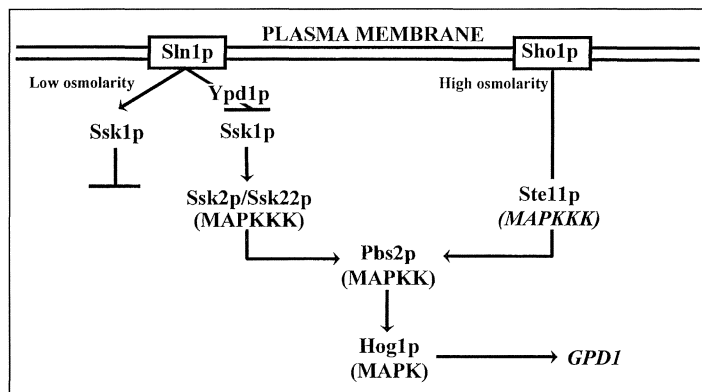 PLASMA MEMBRANE
Sln1p
Sho1p
Low osmolarity
High osmolarity
Ypd1p
Ssk1p
Ssk1p
Ssk2p/Ssk22p
(MAPKKK)
Ste11p
(MAPKKK)
Pbs2p
(MAPKK)
Hog1p
(MAPK)
GPD1